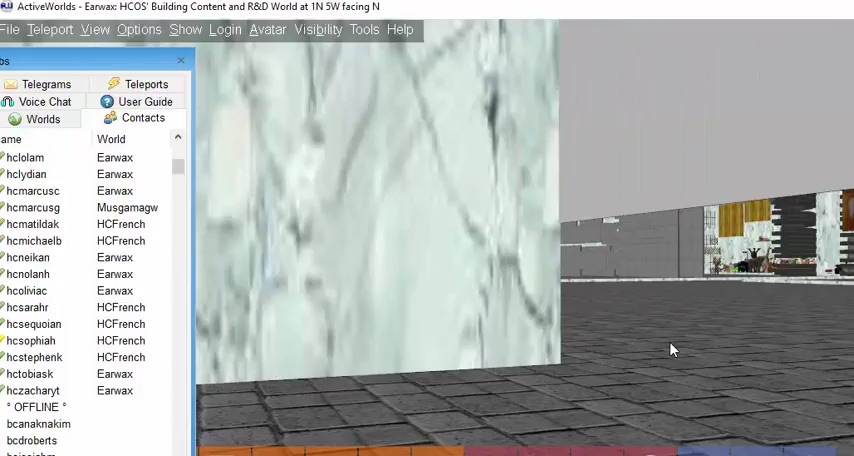 ActiveWorlds - Earwax: HCOS' Building Content and R&D World at 1N 5W facing N
File Teleport View Options Show Login Avatar Visibility Tools Help
bs
Telegrams Teleports
Voice Chat User Guide
Worlds Contacts
ame World
hclolam Earwax
hclydian Earwax
hcmarcusc Earwax
hcmarcusg Musgamagw
hcmatildak HCFrench
hcmichaelb HCFrench
hcneikan Earwax
hcnolanh Earwax
hcoliviac Earwax
hcsarahr HCFrench
hcsequoian HCFrench
hcsophiah HCFrench
hcstephenk HCFrench
hctobiask Earwax
hczacharyt Earwax
* OFFLINE *
bcanaknakim
bcdroberts